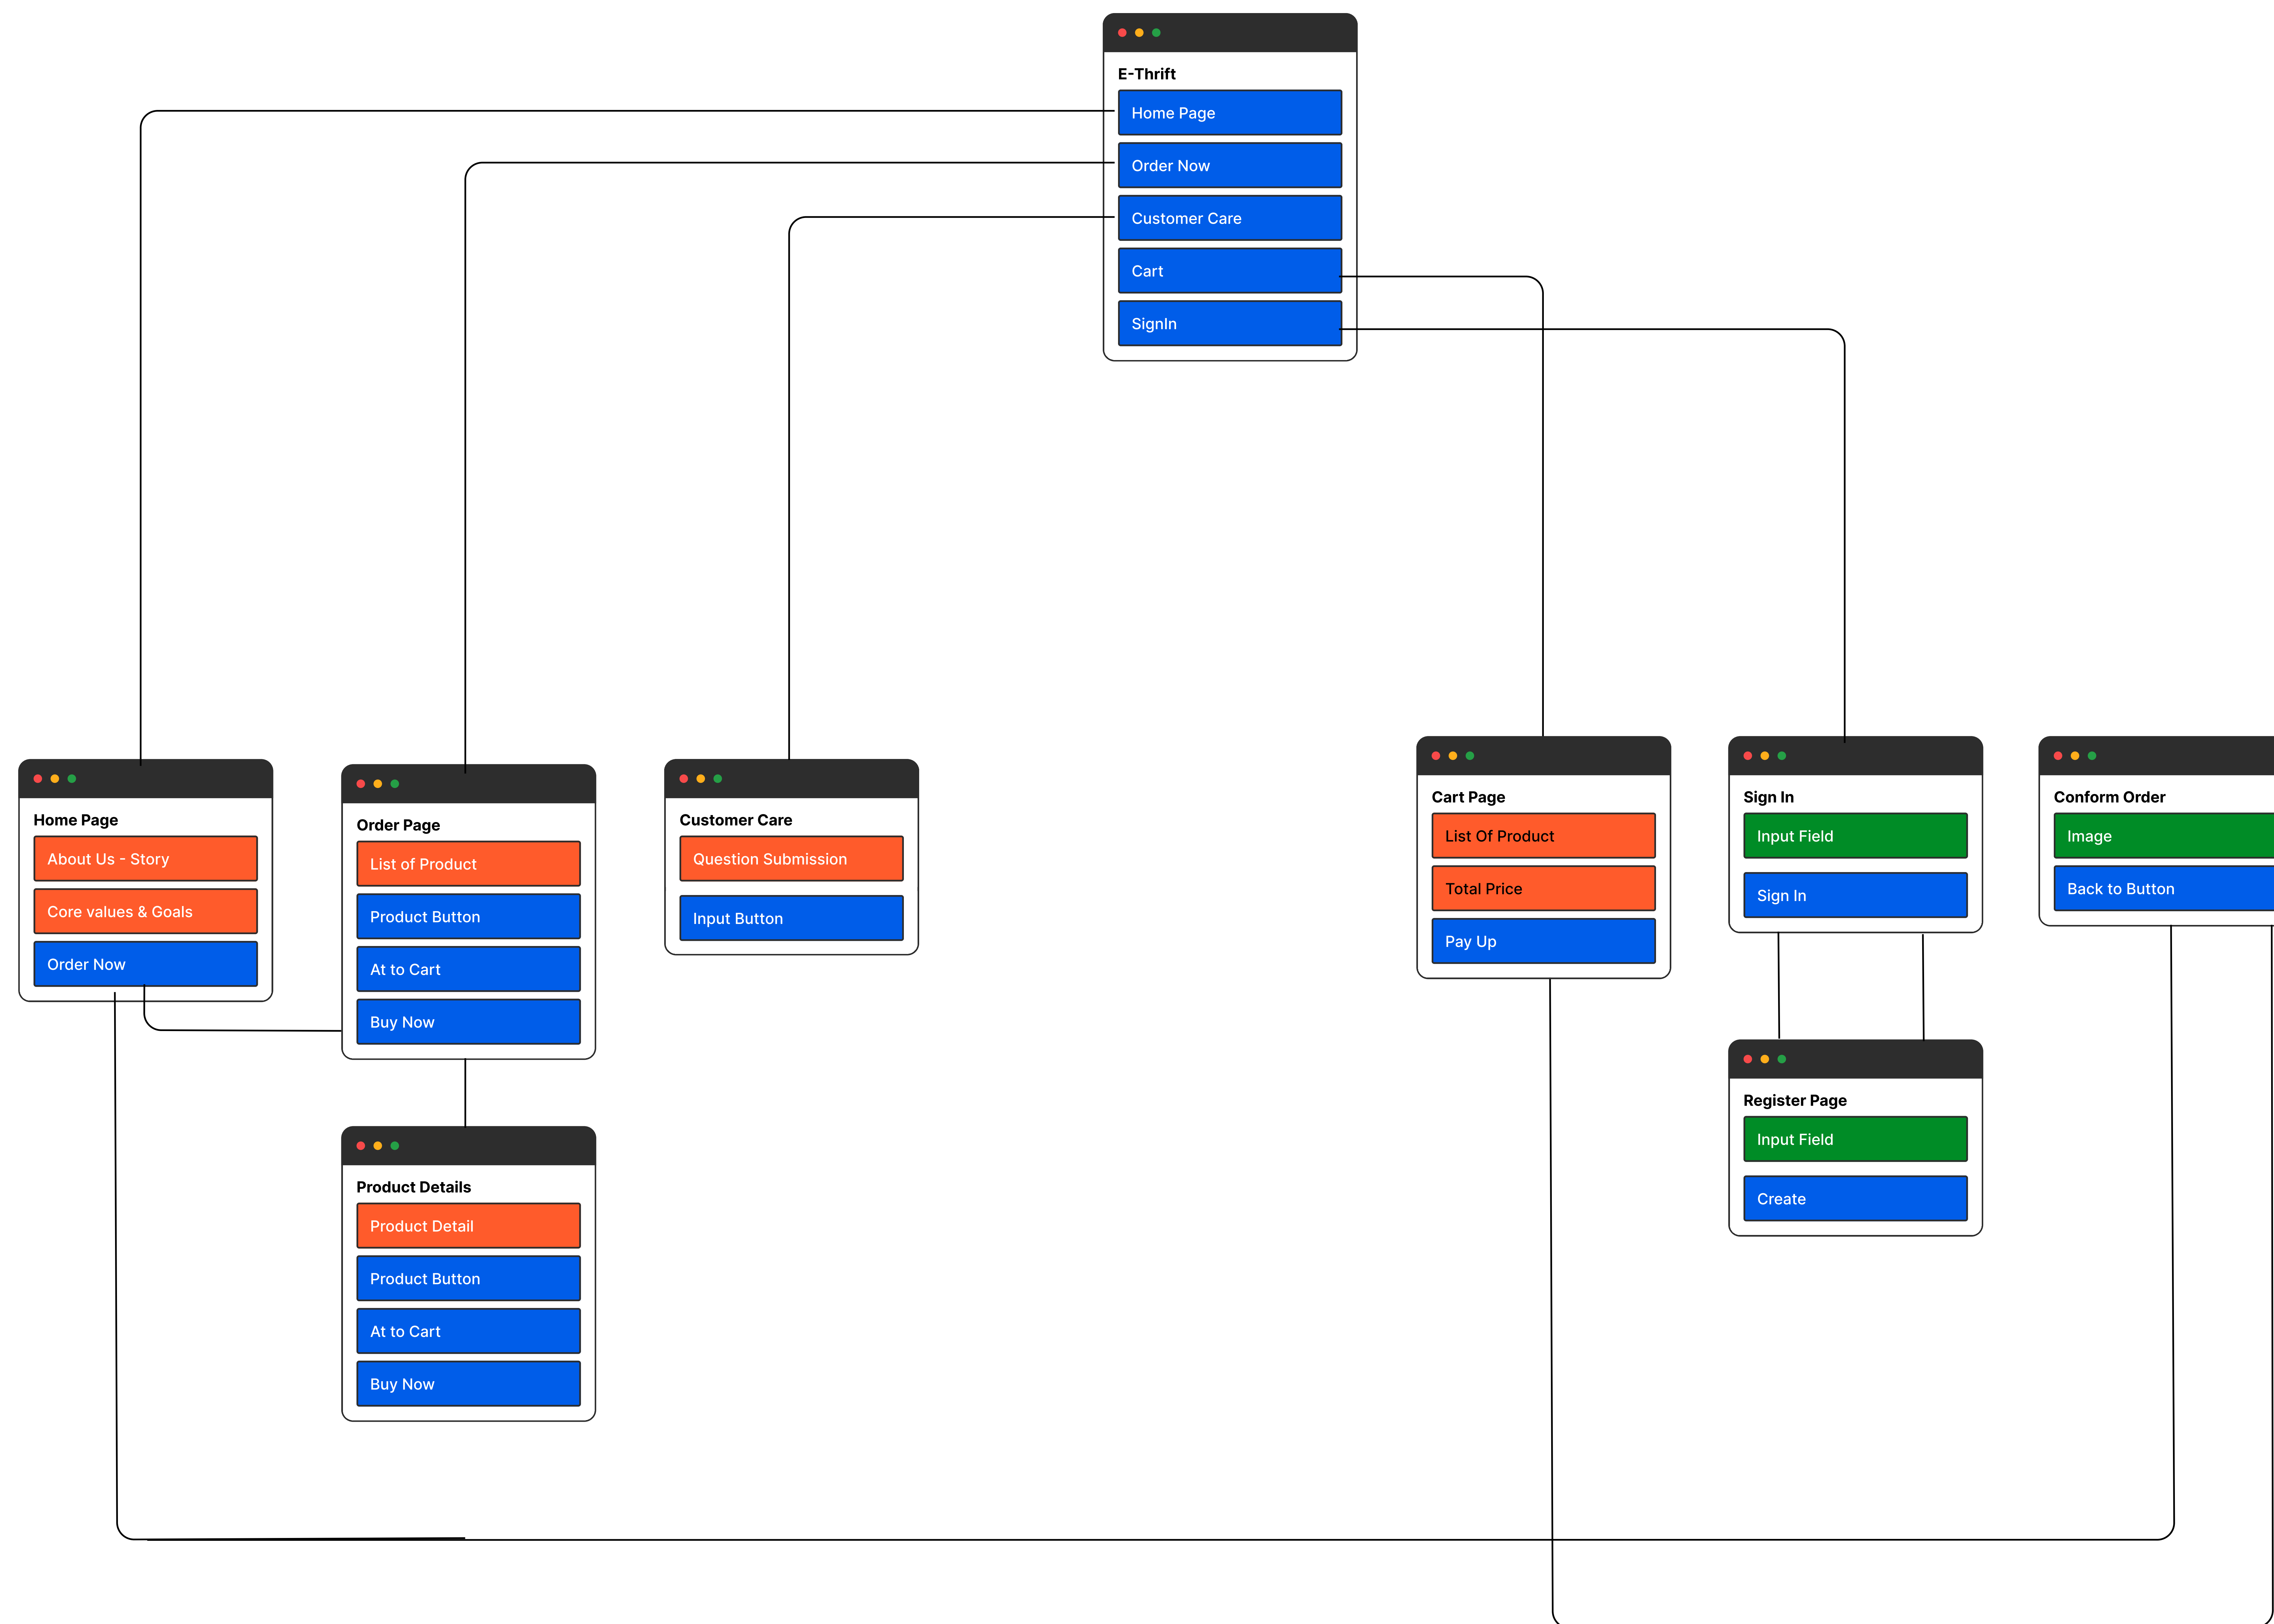 E-Thrift
Home Page
Order Now
Customer Care
Cart
SignIn
Home Page
About Us - Story
Core values & Goals
Order Now
Order Page
List of Product
Product Button
At to Cart
Buy Now
Customer Care
Question Submission
Input Button
Cart Page
List Of Product
Total Price
Pay Up
Sign In
Input Field
Sign In
Conform Order
Image
Back to Button
Product Details
Product Detail
Product Button
At to Cart
Buy Now
Register Page
Input Field
Create